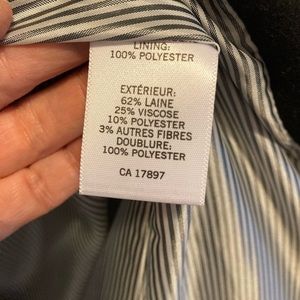 LINING:
100% POLYESTER
EXTÉRIEUR:
62% LAINE
25% VISCOSE
10% POLYESTER
3% AUTRES FIBRES
DOUBLURE:
100% POLYESTER
CA 17897